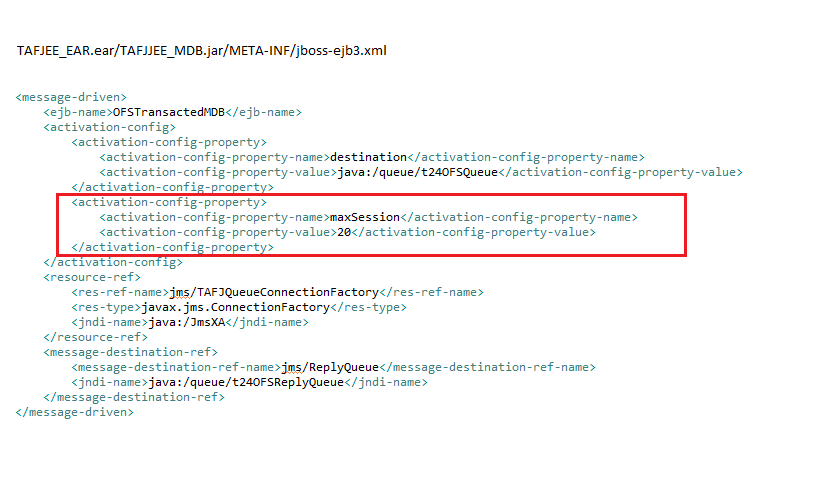 TAFJEE_EAR.ear/TAFJJEE_MDB.jar/META-INF/jboss-ejb3.xml
<message-driven>
<ejb-name>OFSTransactedMDB</ejb-name>
<activation-config>
<activation-config-property>
<activation-config-property-name>destination</activation-config-property-name>
<activation-config-property-value>java:/queue/t24OFSQueue</activation-config-property-value>
</activation-config-property>
<activation-config-property>
<activation-config-property-name>maxSession</activation-config-property-name>
<activation-config-property-value>20</activation-config-property-value>
</activation-config-property>
</activation-config>
<resource-ref>
<res-ref-name>jms/TAFJQueueConnectionFactory</res-ref-name>
<res-type>javax.jms.ConnectionFactory</res-type>
<jndi-name>java:/JmsXA</jndi-name>
</resource-ref>
<message-destination-ref>
<message-destination-ref-name>jms/ReplyQueue</message-destination-ref-name>
<jndi-name>java:/queue/t24OFSReplyQueue</jndi-name>
</message-destination-ref>
</message-driven>